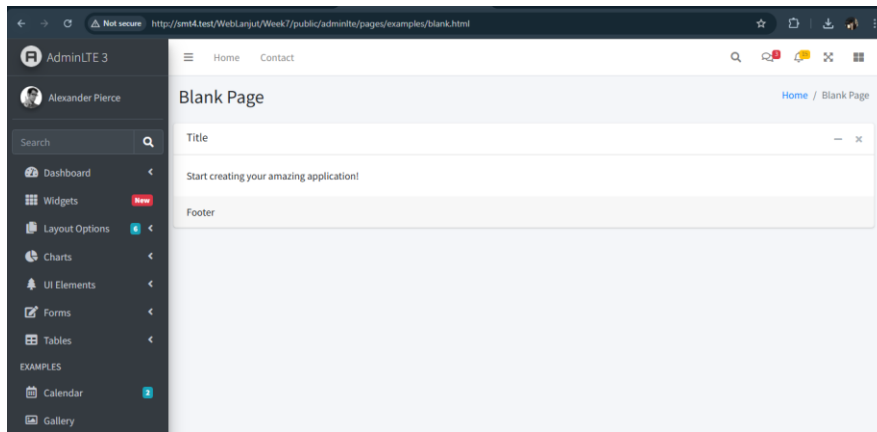 Not secure http://smt4.test/WebLanjut/Week7/public/adminlte/pages/examples/blank.html
AdminLTE 3
Home Contact
Alexander Pierce
Blank Page
Home / Blank Page
Search
Title
Dashboard
Start creating your amazing application!
Widgets New
Footer
Layout Options 6
Charts
UI Elements
Forms
Tables
EXAMPLES
Calendar 2
Gallery